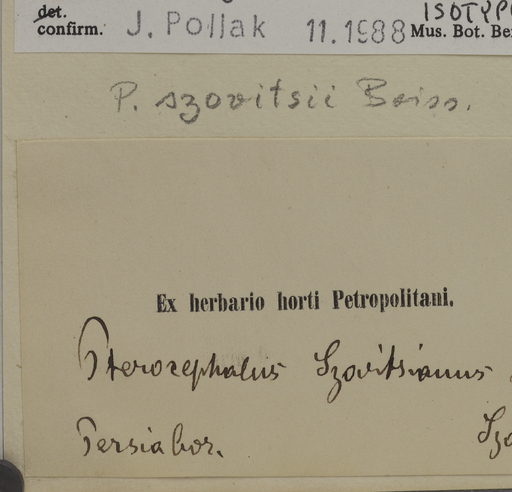 det.
ISOTYP
confirm. J. Pollak 11.1988 Mus. Bot. Be
P. szovitsii Boiss.
Ex herbario horti Petropolitani.
Pterocephalus Szovitsianus
Persia bor. Szo